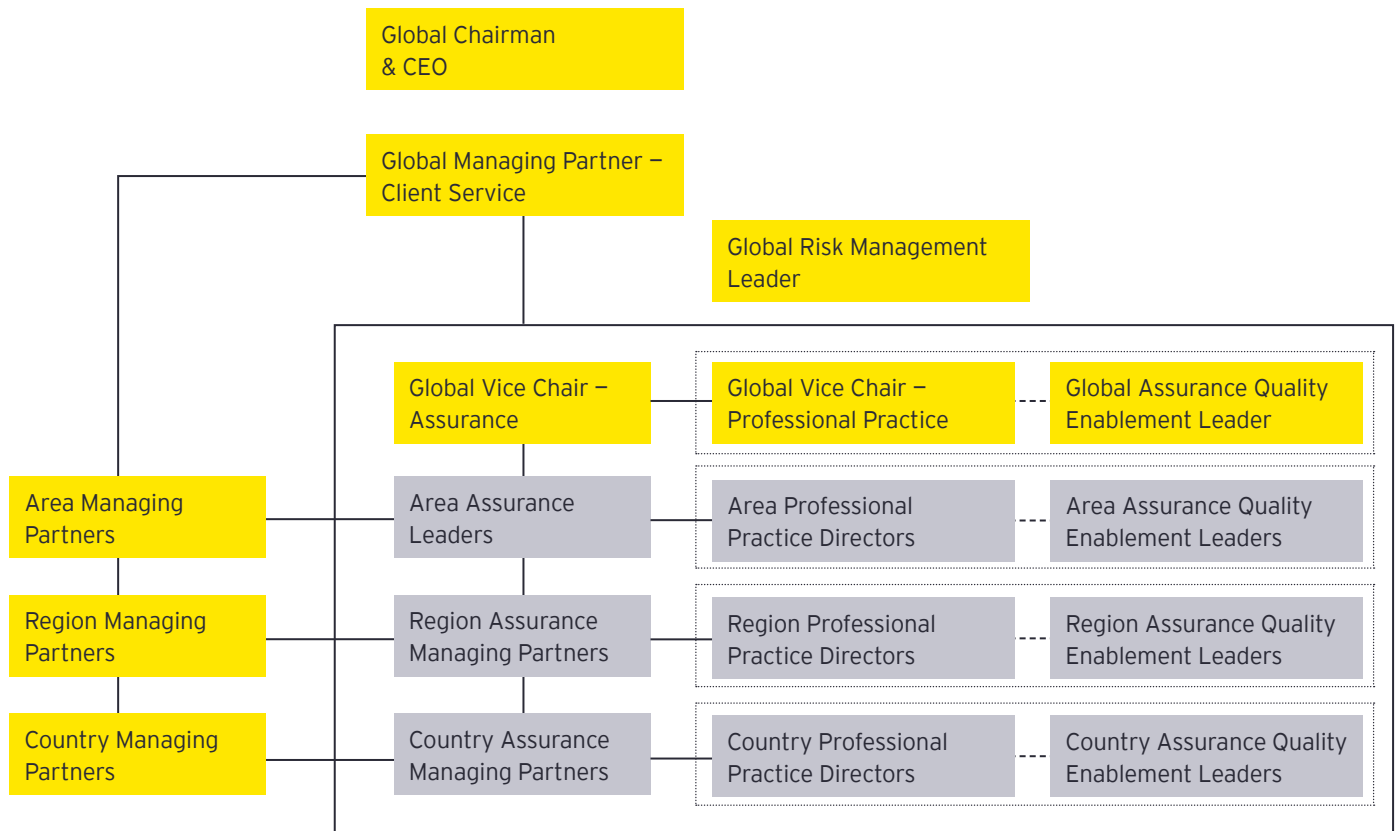 Global Chairman
& CEO
Global Managing Partner –
Client Service
Global Risk Management
Leader
Global Vice Chair –
Assurance
Global Vice Chair –
Professional Practice
Global Assurance Quality
Enablement Leader
Area Managing
Partners
Area Assurance
Leaders
Area Professional
Practice Directors
Area Assurance Quality
Enablement Leaders
Region Managing
Partners
Region Assurance
Managing Partners
Region Professional
Practice Directors
Region Assurance Quality
Enablement Leaders
Country Managing
Partners
Country Assurance
Managing Partners
Country Professional
Practice Directors
Country Assurance Quality
Enablement Leaders